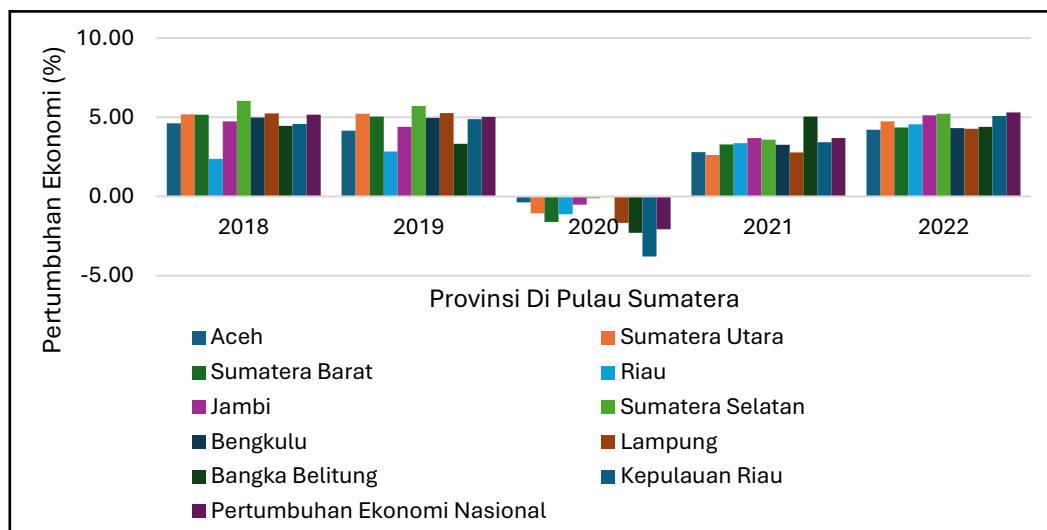 10.00
5.00
0.00
-5.00
Pertumbuhan Ekonomi (%)
2018 2019 2020 2021 2022
Provinsi Di Pulau Sumatera
Aceh Sumatera Utara
Sumatera Barat Riau
Jambi Sumatera Selatan
Bengkulu Lampung
Bangka Belitung Kepulauan Riau
Pertumbuhan Ekonomi Nasional